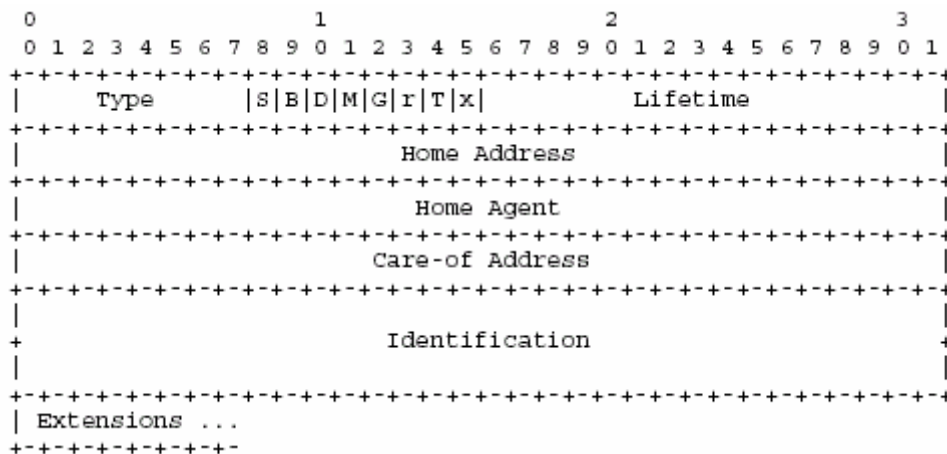 0                   1                   2                   3
0 1 2 3 4 5 6 7 8 9 0 1 2 3 4 5 6 7 8 9 0 1 2 3 4 5 6 7 8 9 0 1
+-+-+-+-+-+-+-+-+-+-+-+-+-+-+-+-+-+-+-+-+-+-+-+-+-+-+-+-+-+-+-+-+
|     Type      |S|B|D|M|G|r|T|x|          Lifetime             |
+-+-+-+-+-+-+-+-+-+-+-+-+-+-+-+-+-+-+-+-+-+-+-+-+-+-+-+-+-+-+-+-+
|                          Home Address                         |
+-+-+-+-+-+-+-+-+-+-+-+-+-+-+-+-+-+-+-+-+-+-+-+-+-+-+-+-+-+-+-+-+
|                           Home Agent                          |
+-+-+-+-+-+-+-+-+-+-+-+-+-+-+-+-+-+-+-+-+-+-+-+-+-+-+-+-+-+-+-+-+
|                        Care-of Address                        |
+-+-+-+-+-+-+-+-+-+-+-+-+-+-+-+-+-+-+-+-+-+-+-+-+-+-+-+-+-+-+-+-+
|                                                               |
+                         Identification                        +
|                                                               |
+-+-+-+-+-+-+-+-+-+-+-+-+-+-+-+-+-+-+-+-+-+-+-+-+-+-+-+-+-+-+-+-+
| Extensions ...
+-+-+-+-+-+-+-+-